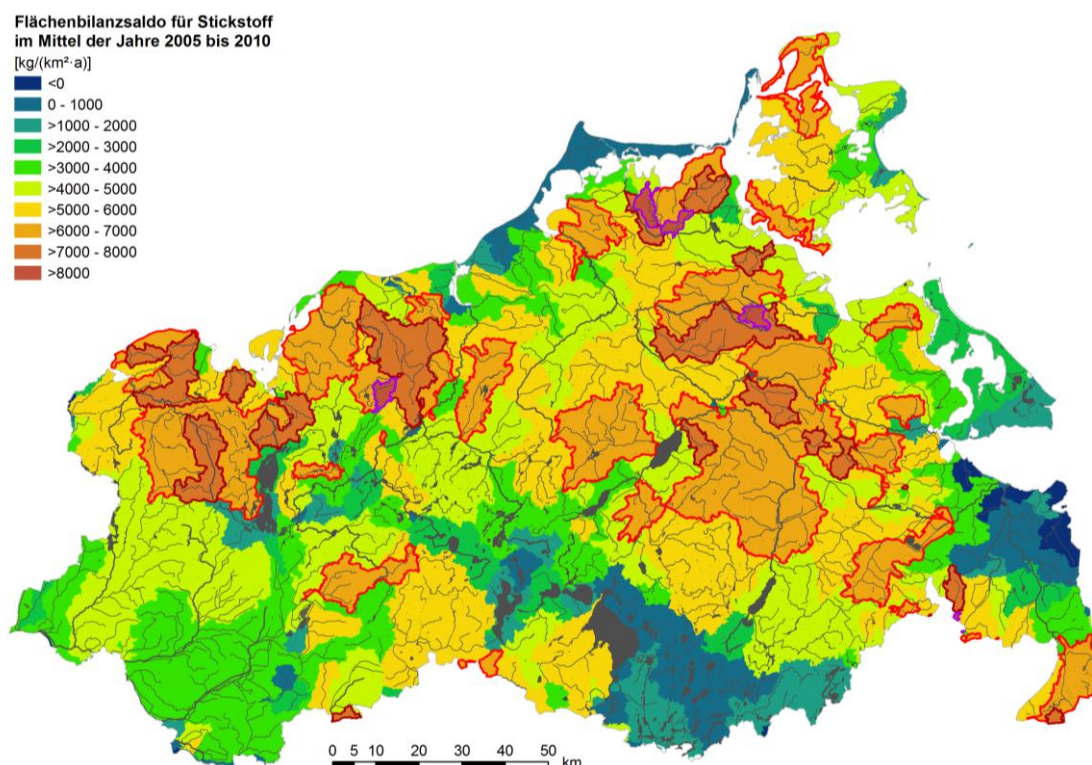 Flächenbilanzsaldo für Stickstoff
im Mittel der Jahre 2005 bis 2010
[kg/(km²·a)]
<0
0 - 1000
>1000 - 2000
>2000 - 3000
>3000 - 4000
>4000 - 5000
>5000 - 6000
>6000 - 7000
>7000 - 8000
>8000
0 5 10 20 30 40 50
km